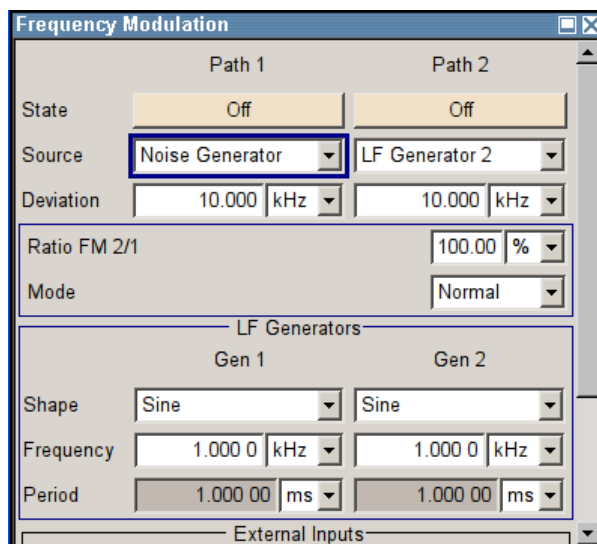 Frequency Modulation
Path 1 Path 2
State Off Off
Source Noise Generator LF Generator 2
Deviation 10.000 kHz 10.000 kHz
Ratio FM 2/1 100.00 %
Mode Normal
LF Generators
Gen 1 Gen 2
Shape Sine Sine
Frequency 1.000 0 kHz 1.000 0 kHz
Period 1.000 00 ms 1.000 00 ms
External Inputs